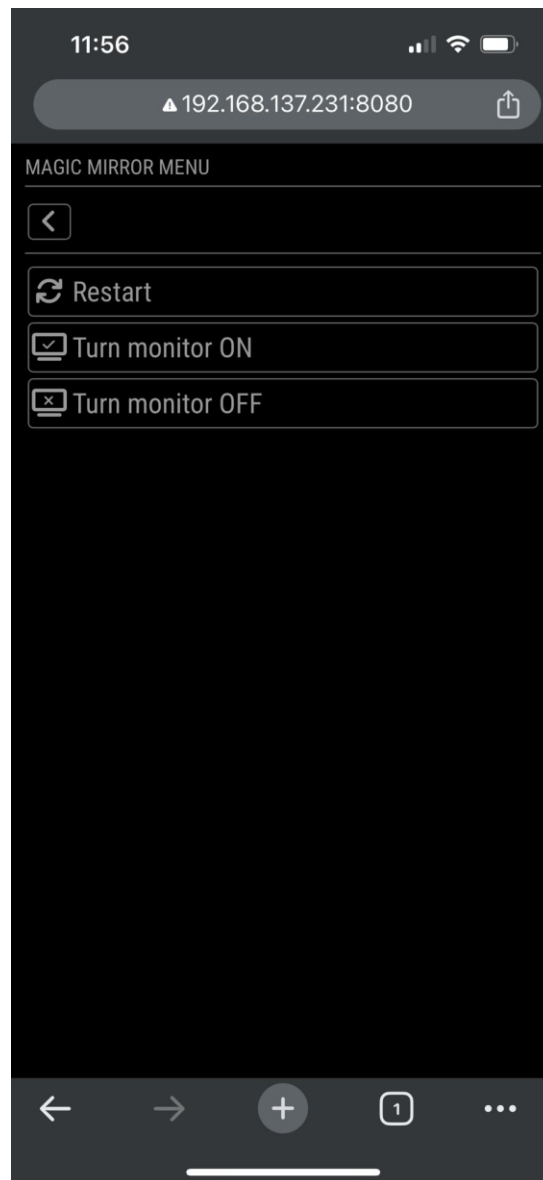 11:56
192.168.137.231:8080
MAGIC MIRROR MENU
Restart
Turn monitor ON
Turn monitor OFF
1